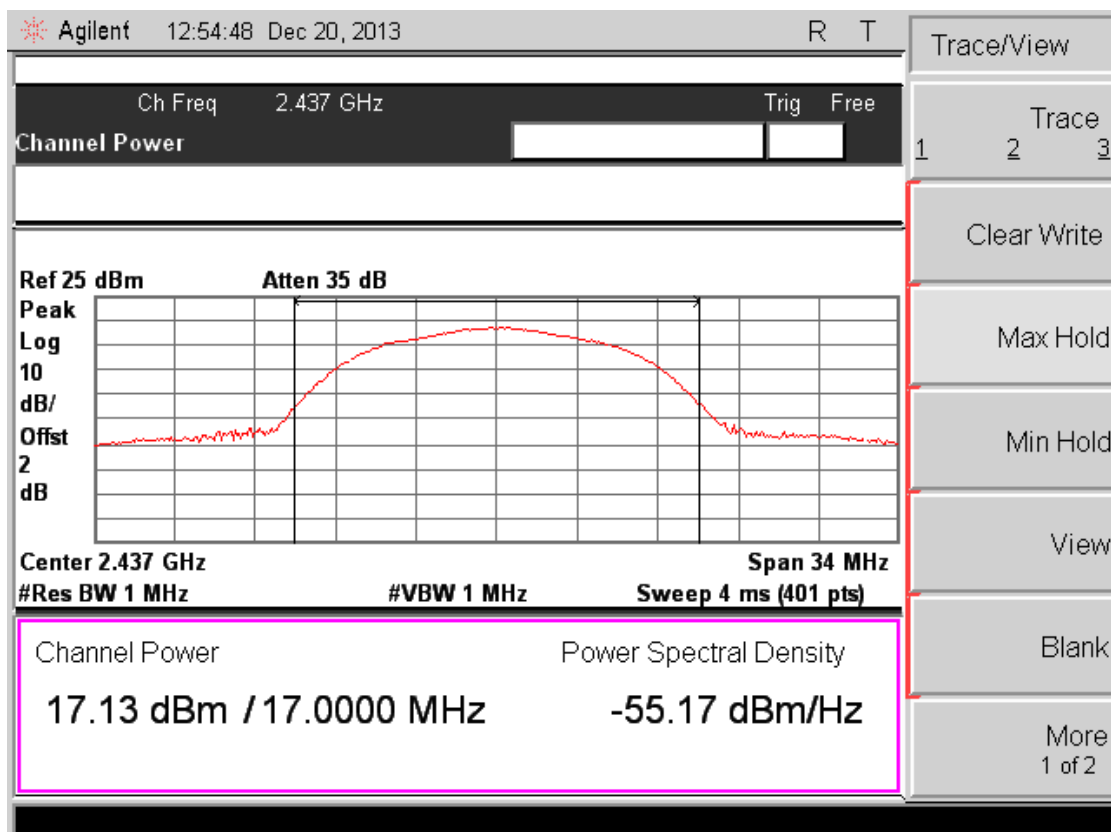 Agilent 12:54:48 Dec 20, 2013 R T
Trace/View
Ch Freq 2.437 GHz Trig Free
Channel Power
Trace
1 2 3
Clear Write
Ref 25 dBm Atten 35 dB
Peak
Log
10
dB/
Offst
2
dB
Max Hold
Min Hold
Center 2.437 GHz Span 34 MHz
#Res BW 1 MHz #VBW 1 MHz Sweep 4 ms (401 pts)
View
Channel Power Power Spectral Density
17.13 dBm / 17.0000 MHz -55.17 dBm/Hz
Blank
More
1 of 2